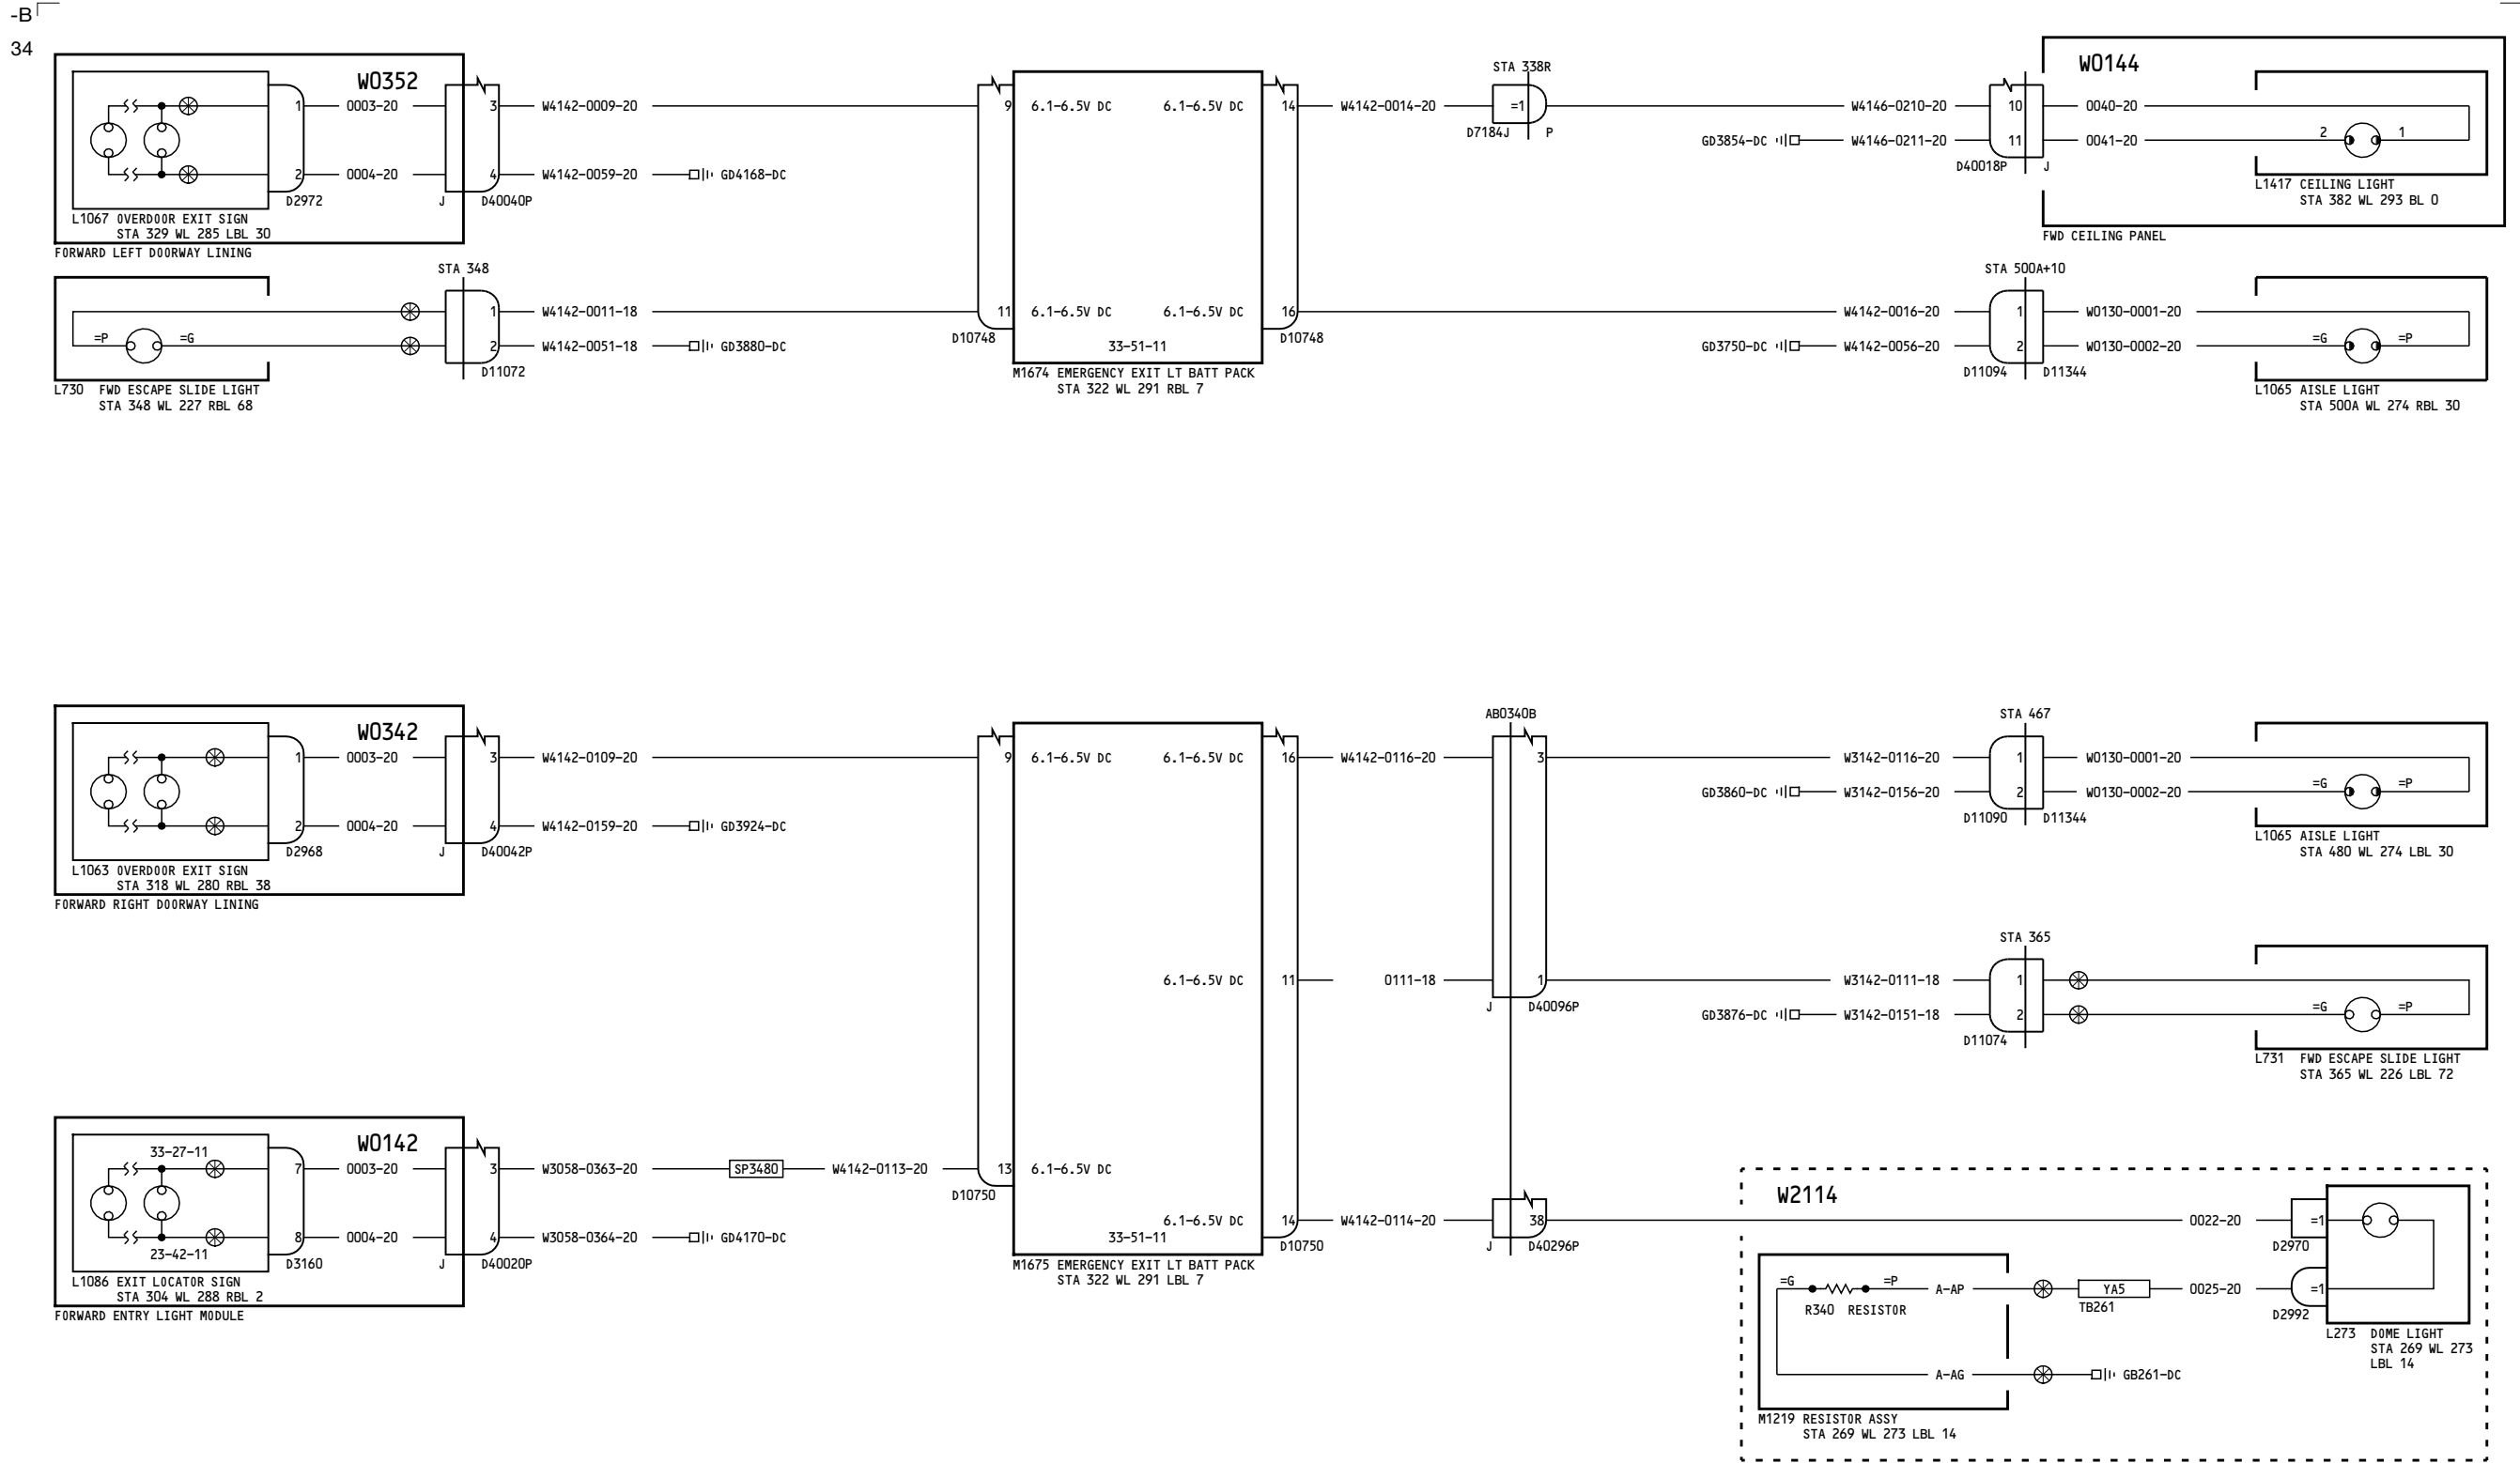 -B
34
W0352
1 0003-20 3 W4142-0009-20 9 6.1-6.5V DC 6.1-6.5V DC 14 W4142-0014-20
2 0004-20 4 W4142-0059-20 GD4168-DC
D2972 J D40040P
L1067 OVERDOOR EXIT SIGN
STA 329 WL 285 LBL 30
FORWARD LEFT DOORWAY LINING
STA 338R
=1
D7184J P
W0144
W4146-0210-20 10 0040-20
GD3854-DC W4146-0211-20 11 0041-20 2 1
D40018P J
L1417 CEILING LIGHT
STA 382 WL 293 BL 0
FWD CEILING PANEL
STA 348
1 W4142-0011-18 11 6.1-6.5V DC 6.1-6.5V DC 16
=P =G 2 W4142-0051-18 GD3880-DC
D11072 D10748 33-51-11 D10748
L730 FWD ESCAPE SLIDE LIGHT
STA 348 WL 227 RBL 68
M1674 EMERGENCY EXIT LT BATT PACK
STA 322 WL 291 RBL 7
STA 500A+10
W4142-0016-20 1 W0130-0001-20
GD3750-DC W4142-0056-20 2 W0130-0002-20 =G =P
D11094 D11344
L1065 AISLE LIGHT
STA 500A WL 274 RBL 30
W0342
1 0003-20 3 W4142-0109-20 9 6.1-6.5V DC 6.1-6.5V DC 16 W4142-0116-20
2 0004-20 4 W4142-0159-20 GD3924-DC
D2968 J D40042P
L1063 OVERDOOR EXIT SIGN
STA 318 WL 280 RBL 38
FORWARD RIGHT DOORWAY LINING
AB0340B
3
STA 467
W3142-0116-20 1 W0130-0001-20
GD3860-DC W3142-0156-20 2 W0130-0002-20 =G =P
D11090 D11344
L1065 AISLE LIGHT
STA 480 WL 274 LBL 30
STA 365
6.1-6.5V DC 11 0111-18 1 W3142-0111-18 1
J D40096P GD3876-DC W3142-0151-18 2 =G =P
D11074
L731 FWD ESCAPE SLIDE LIGHT
STA 365 WL 226 LBL 72
W0142
33-27-11
7 0003-20 3 W3058-0363-20 SP3480 W4142-0113-20 13 6.1-6.5V DC
D10750
8 0004-20 4 W3058-0364-20 GD4170-DC
23-42-11
D3160 J D40020P
L1086 EXIT LOCATOR SIGN
STA 304 WL 288 RBL 2
FORWARD ENTRY LIGHT MODULE
6.1-6.5V DC 14 W4142-0114-20 38
33-51-11 D10750 J D40296P
M1675 EMERGENCY EXIT LT BATT PACK
STA 322 WL 291 LBL 7
W2114
0022-20 =1
D2970
=G =P A-AP YA5 0025-20 =1
R340 RESISTOR TB261 D2992
L273 DOME LIGHT
STA 269 WL 273
LBL 14
A-AG GB261-DC
M1219 RESISTOR ASSY
STA 269 WL 273 LBL 14